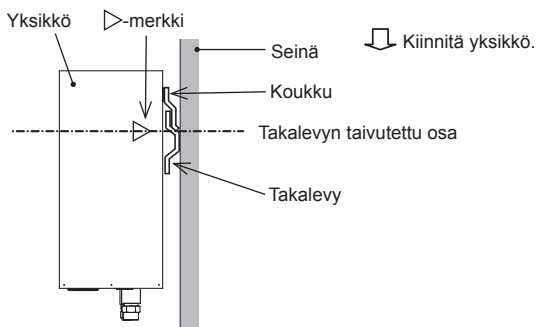 Yksikkö
▷-merkki
Seinä
Kiinnitä yksikkö.
Koukku
Takalevyn taivutettu osa
Takalevy